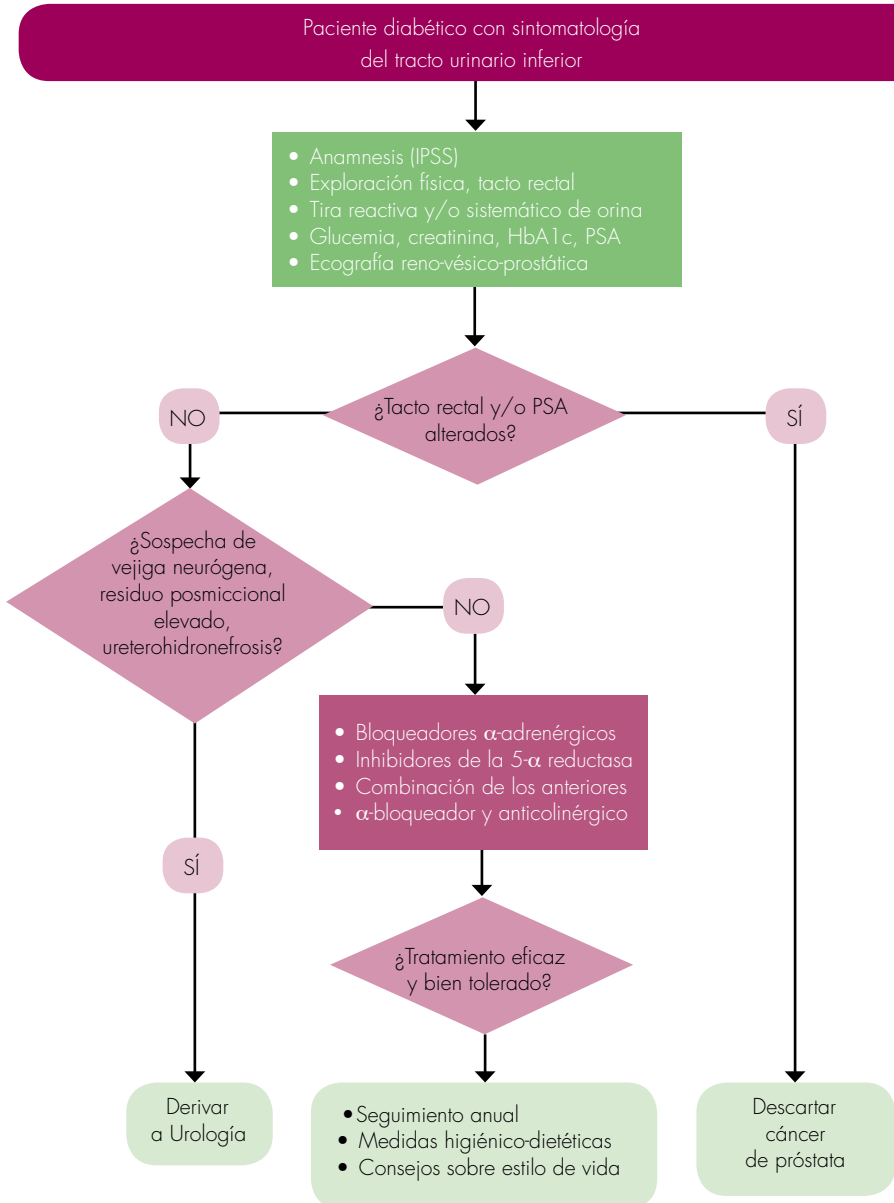 Paciente diabético con sintomatología
del tracto urinario inferior
• Anamnesis (IPSS)
• Exploración física, tacto rectal
• Tira reactiva y/o sistemático de orina
• Glucemia, creatinina, HbA1c, PSA
• Ecografía reno-vésico-prostática
¿Tacto rectal y/o PSA
alterados?
NO
SÍ
¿Sospecha de
vejiga neurógena,
residuo posmiccional
elevado,
ureterohidronefrosis?
NO
• Bloqueadores α-adrenérgicos
• Inhibidores de la 5-α reductasa
• Combinación de los anteriores
• α-bloqueador y anticolinérgico
SÍ
¿Tratamiento eficaz
y bien tolerado?
Derivar
a Urología
• Seguimiento anual
• Medidas higiénico-dietéticas
• Consejos sobre estilo de vida
Descartar
cáncer
de próstata